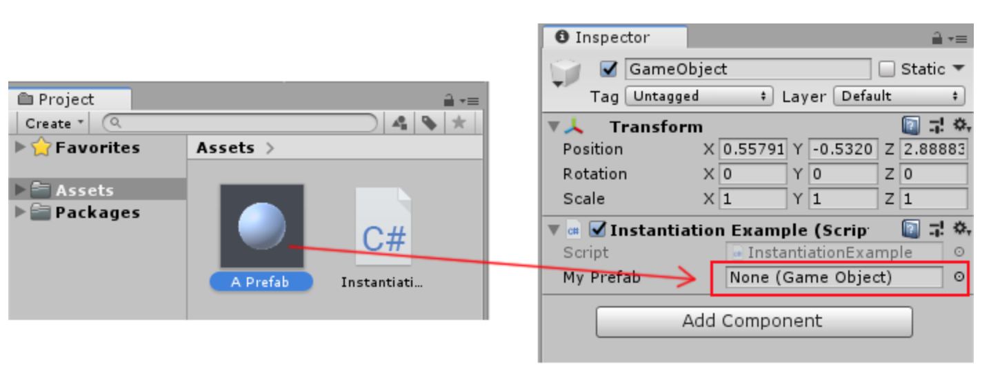 Project
Create
Favorites
Assets >
Assets
Packages
C#
A Prefab
Instantiati...
Inspector
GameObject
Static
Tag Untagged Layer Default
Transform
Position X 0.55791 Y -0.5320 Z 2.88883
Rotation X 0 Y 0 Z 0
Scale X 1 Y 1 Z 1
C# Instantiation Example (Scrip
Script InstantiationExample
My Prefab None (Game Object)
Add Component